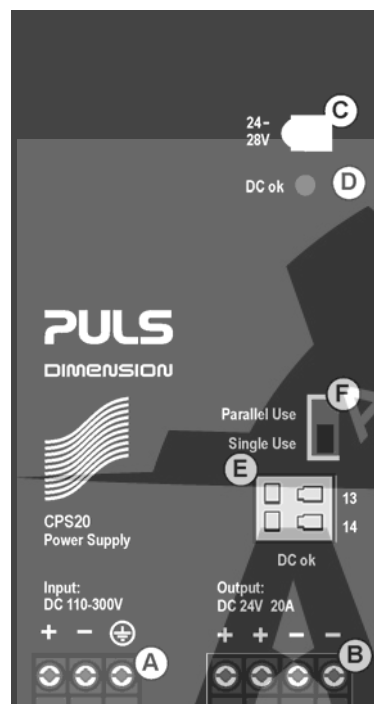 C
24–
28V
DC ok
D
PULS
DIMENSION
F
Parallel Use
Single Use
E
13
14
CPS20
Power Supply
DC ok
Input:
DC 110-300V
Output:
DC 24V 20A
+ −
+ + − −
A
B